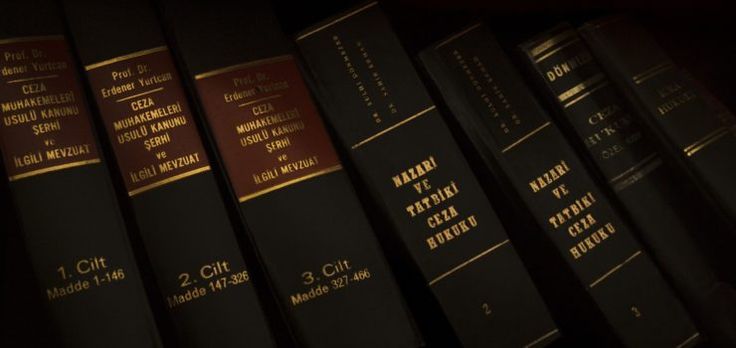 Prof. Dr.
Erdener Yurtcan
CEZA
MUHAKEMELERİ
USULÜ KANUNU
ŞERHİ
ve
İLGİLİ MEVZUAT
1. Cilt
Madde 1-146
Prof. Dr.
Erdener Yurtcan
CEZA
MUHAKEMELERİ
USULÜ KANUNU
ŞERHİ
ve
İLGİLİ MEVZUAT
2. Cilt
Madde 147-326
Prof. Dr.
Erdener Yurtcan
CEZA
MUHAKEMELERİ
USULÜ KANUNU
ŞERHİ
ve
İLGİLİ MEVZUAT
3. Cilt
Madde 327-466
NAZARİ
VE
TATBİKİ
CEZA
HUKUKU
2
NAZARİ
VE
TATBİKİ
CEZA
HUKUKU
3
CEZA
HUKUKU
CEZA
HUKUKU